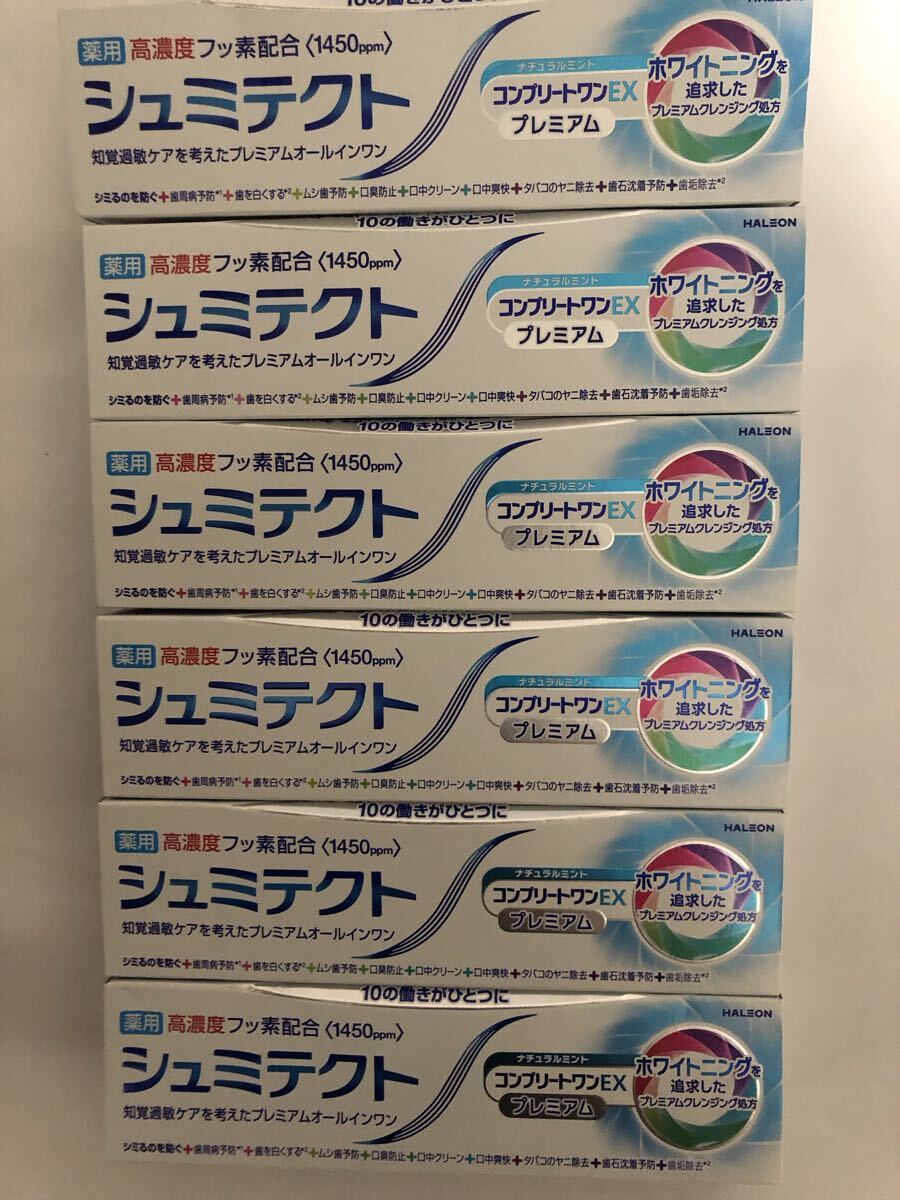 10の働きがひとつに
HALEON
薬用 高濃度フッ素配合〈1450ppm〉
シュミテクト
知覚過敏ケアを考えたプレミアムオールインワン
ナチュラルミント
コンプリートワンEX
プレミアム
ホワイトニングを
追求した
プレミアムクレンジング処方
シミるのを防ぐ+歯周病予防*1+歯を白くする*2+ムシ歯予防+口臭防止+口中クリーン+口中爽快+タバコのヤニ除去+歯石沈着予防+歯垢除去*2
10の働きがひとつに
HALEON
薬用 高濃度フッ素配合〈1450ppm〉
シュミテクト
知覚過敏ケアを考えたプレミアムオールインワン
ナチュラルミント
コンプリートワンEX
プレミアム
ホワイトニングを
追求した
プレミアムクレンジング処方
シミるのを防ぐ+歯周病予防*1+歯を白くする*2+ムシ歯予防+口臭防止+口中クリーン+口中爽快+タバコのヤニ除去+歯石沈着予防+歯垢除去*2
10の働きがひとつに
HALEON
薬用 高濃度フッ素配合〈1450ppm〉
シュミテクト
知覚過敏ケアを考えたプレミアムオールインワン
ナチュラルミント
コンプリートワンEX
プレミアム
ホワイトニングを
追求した
プレミアムクレンジング処方
シミるのを防ぐ+歯周病予防*1+歯を白くする*2+ムシ歯予防+口臭防止+口中クリーン+口中爽快+タバコのヤニ除去+歯石沈着予防+歯垢除去*2
10の働きがひとつに
HALEON
薬用 高濃度フッ素配合〈1450ppm〉
シュミテクト
知覚過敏ケアを考えたプレミアムオールインワン
ナチュラルミント
コンプリートワンEX
プレミアム
ホワイトニングを
追求した
プレミアムクレンジング処方
シミるのを防ぐ+歯周病予防*1+歯を白くする*2+ムシ歯予防+口臭防止+口中クリーン+口中爽快+タバコのヤニ除去+歯石沈着予防+歯垢除去*2
10の働きがひとつに
HALEON
薬用 高濃度フッ素配合〈1450ppm〉
シュミテクト
知覚過敏ケアを考えたプレミアムオールインワン
ナチュラルミント
コンプリートワンEX
プレミアム
ホワイトニングを
追求した
プレミアムクレンジング処方
シミるのを防ぐ+歯周病予防*1+歯を白くする*2+ムシ歯予防+口臭防止+口中クリーン+口中爽快+タバコのヤニ除去+歯石沈着予防+歯垢除去*2
10の働きがひとつに
HALEON
薬用 高濃度フッ素配合〈1450ppm〉
シュミテクト
知覚過敏ケアを考えたプレミアムオールインワン
ナチュラルミント
コンプリートワンEX
プレミアム
ホワイトニングを
追求した
プレミアムクレンジング処方
シミるのを防ぐ+歯周病予防*1+歯を白くする*2+ムシ歯予防+口臭防止+口中クリーン+口中爽快+タバコのヤニ除去+歯石沈着予防+歯垢除去*2